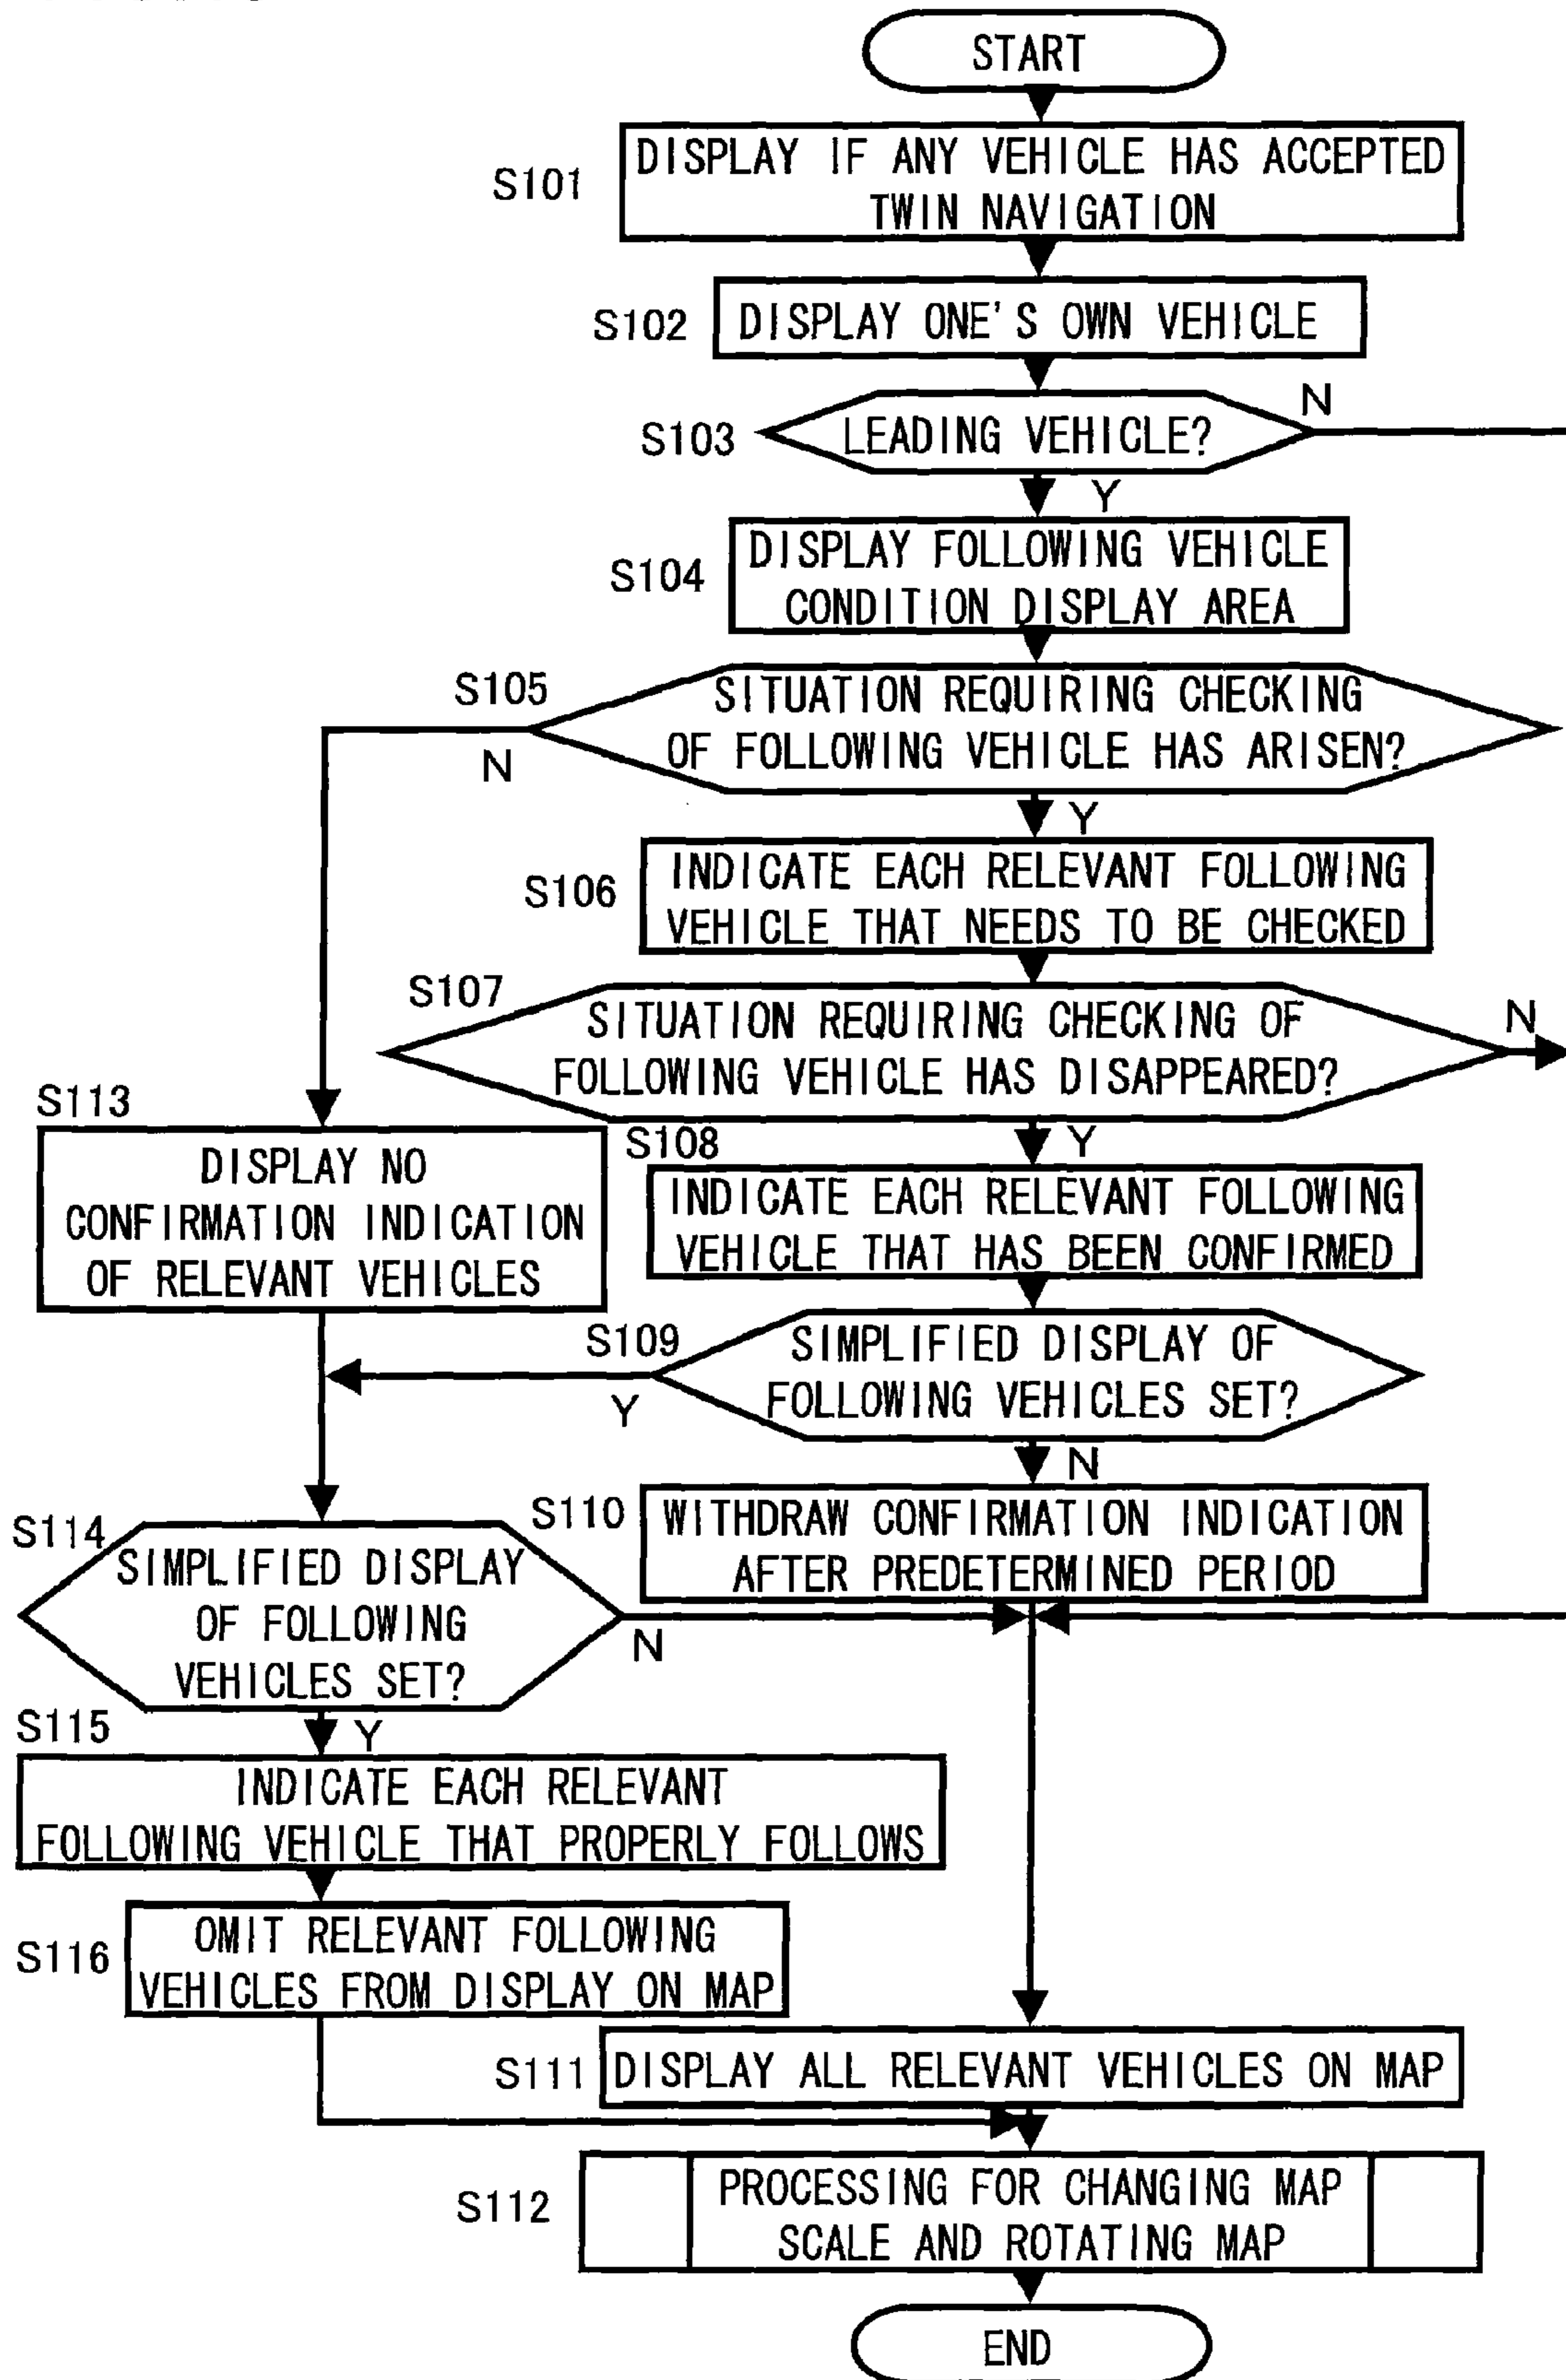 START
S101
DISPLAY IF ANY VEHICLE HAS ACCEPTED
TWIN NAVIGATION
S102
DISPLAY ONE'S OWN VEHICLE
S103
LEADING VEHICLE?
N
Y
S104
DISPLAY FOLLOWING VEHICLE
CONDITION DISPLAY AREA
S105
SITUATION REQUIRING CHECKING
OF FOLLOWING VEHICLE HAS ARISEN?
N
Y
S106
INDICATE EACH RELEVANT FOLLOWING
VEHICLE THAT NEEDS TO BE CHECKED
S107
SITUATION REQUIRING CHECKING OF
FOLLOWING VEHICLE HAS DISAPPEARED?
N
Y
S113
DISPLAY NO
CONFIRMATION INDICATION
OF RELEVANT VEHICLES
S108
INDICATE EACH RELEVANT FOLLOWING
VEHICLE THAT HAS BEEN CONFIRMED
S109
SIMPLIFIED DISPLAY OF
FOLLOWING VEHICLES SET?
Y
N
S110
WITHDRAW CONFIRMATION INDICATION
AFTER PREDETERMINED PERIOD
S114
SIMPLIFIED DISPLAY
OF FOLLOWING
VEHICLES SET?
N
Y
S115
INDICATE EACH RELEVANT
FOLLOWING VEHICLE THAT PROPERLY FOLLOWS
S116
OMIT RELEVANT FOLLOWING
VEHICLES FROM DISPLAY ON MAP
S111
DISPLAY ALL RELEVANT VEHICLES ON MAP
S112
PROCESSING FOR CHANGING MAP
SCALE AND ROTATING MAP
END